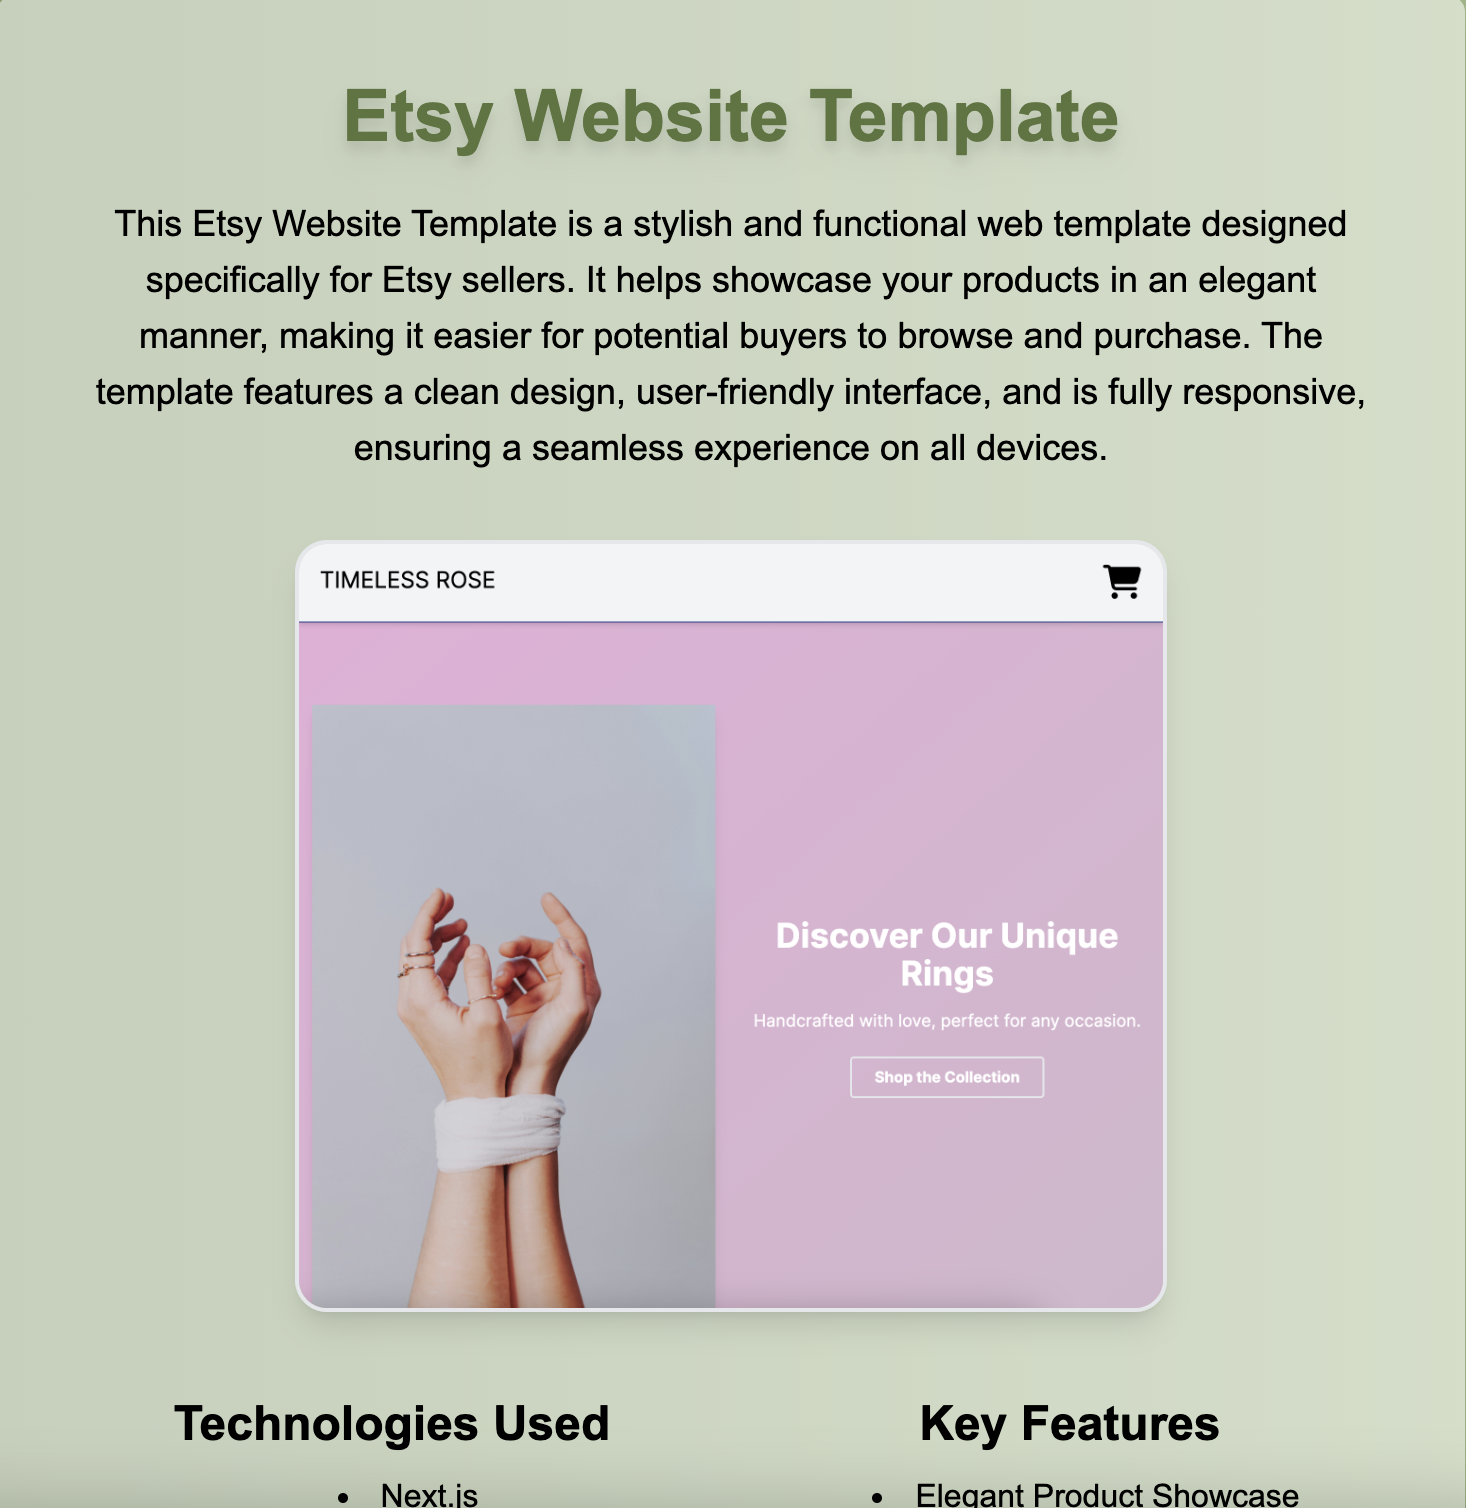 Etsy Website Template
This Etsy Website Template is a stylish and functional web template designed
specifically for Etsy sellers. It helps showcase your products in an elegant
manner, making it easier for potential buyers to browse and purchase. The
template features a clean design, user-friendly interface, and is fully responsive,
ensuring a seamless experience on all devices.
TIMELESS ROSE
Discover Our Unique
Rings
Handcrafted with love, perfect for any occasion.
Shop the Collection
Technologies Used
• Next.js
Key Features
• Elegant Product Showcase